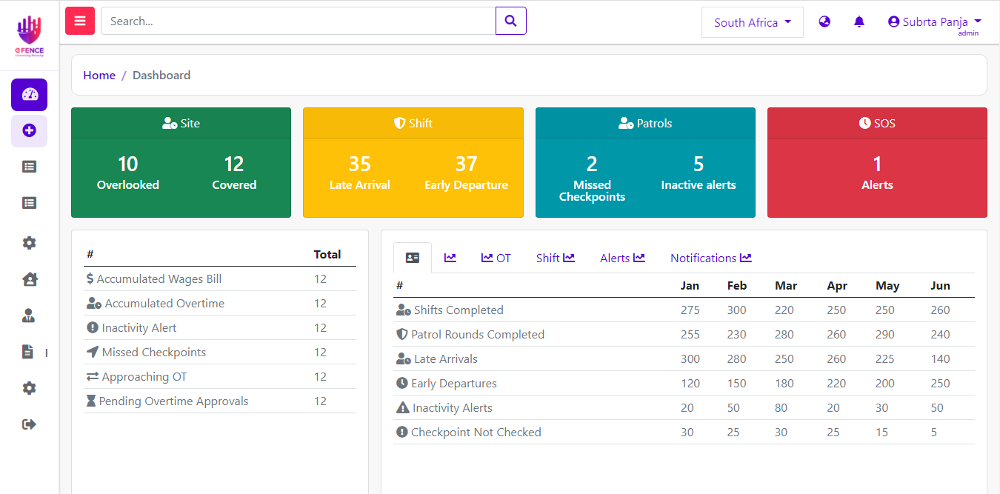 eFENCE
Search...
South Africa
Subrta Panja
admin
Home / Dashboard
Site
10 12
Overlooked Covered
Shift
35 37
Late Arrival Early Departure
Patrols
2 5
Missed Inactive alerts
Checkpoints
SOS
1
Alerts
# Total
Accumulated Wages Bill 12
Accumulated Overtime 12
Inactivity Alert 12
Missed Checkpoints 12
Approaching OT 12
Pending Overtime Approvals 12
OT Shift Alerts Notifications
# Jan Feb Mar Apr May Jun
Shifts Completed 275 300 220 250 250 260
Patrol Rounds Completed 255 230 280 260 290 240
Late Arrivals 300 280 250 260 225 140
Early Departures 120 150 180 220 200 250
Inactivity Alerts 20 50 80 20 30 50
Checkpoint Not Checked 30 25 30 25 15 5